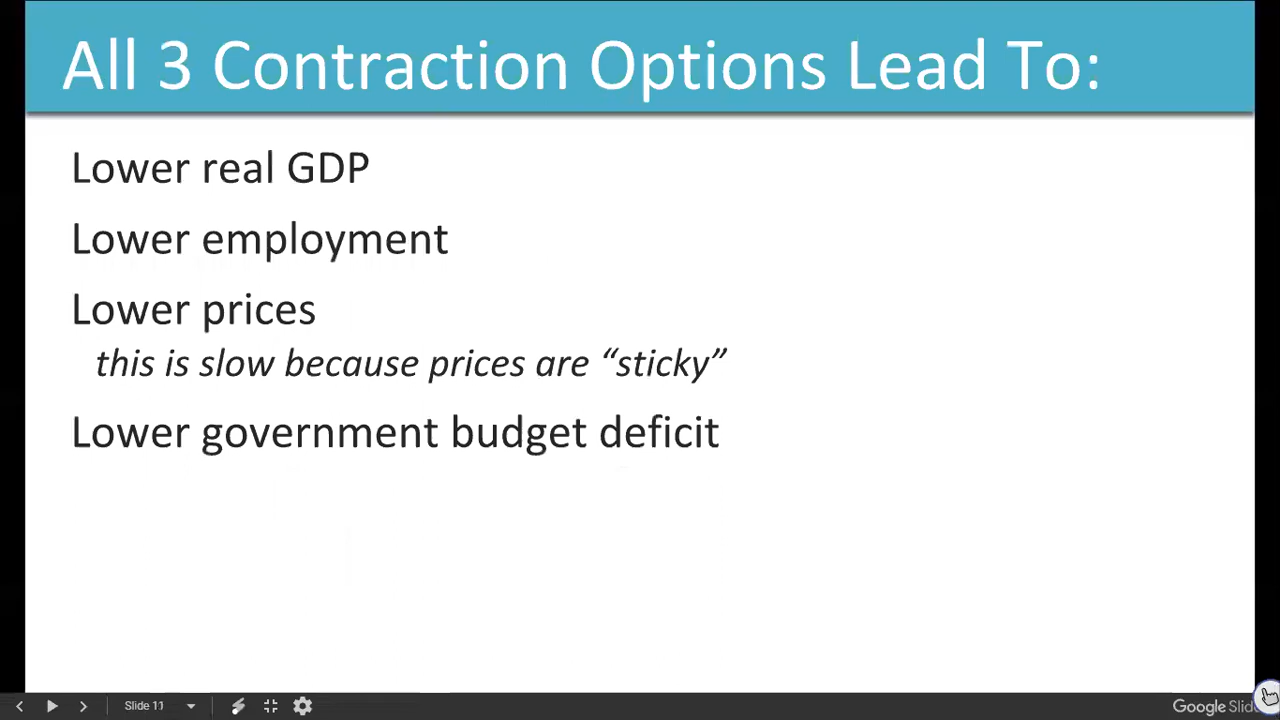 All 3 Contraction Options Lead To:
Lower real GDP
Lower employment
Lower prices
this is slow because prices are “sticky”
Lower government budget deficit
Slide 11
Google